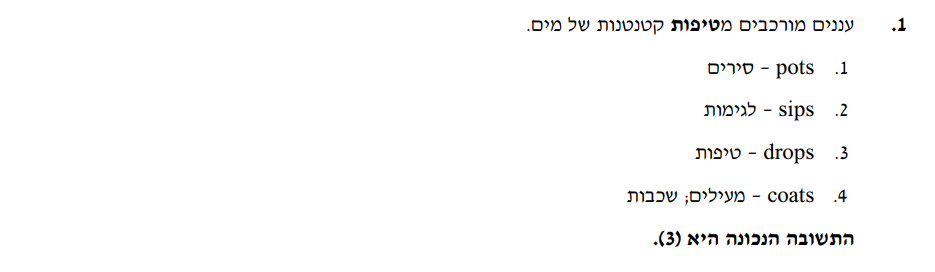 1. עננים מורכבים מטיפות קטנטנות של מים.
1. pots – סירים
2. sips – לגימות
3. drops – טיפות
4. coats – מעילים; שכבות
התשובה הנכונה היא (3).